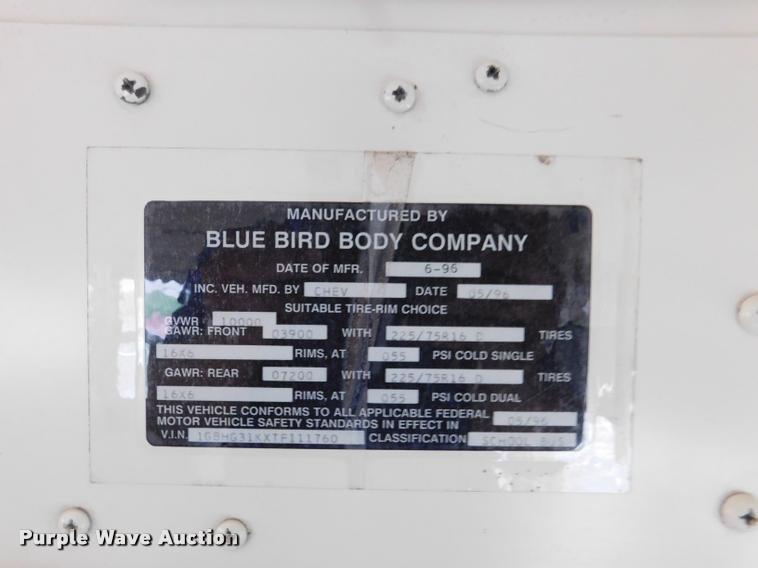 MANUFACTURED BY
BLUE BIRD BODY COMPANY
DATE OF MFR. 6-96
INC. VEH. MFD. BY CHEV DATE 05/96
SUITABLE TIRE-RIM CHOICE
GVWR 10000
GAWR: FRONT 03900 WITH 225/75R16 D TIRES
16X6 RIMS, AT 055 PSI COLD SINGLE
GAWR: REAR 07200 WITH 225/75R16 D TIRES
16X6 RIMS, AT 055 PSI COLD DUAL
THIS VEHICLE CONFORMS TO ALL APPLICABLE FEDERAL
MOTOR VEHICLE SAFETY STANDARDS IN EFFECT IN 05/96
V.I.N. 1GBHG31KXTF111760 CLASSIFICATION SCHOOL BUS
Purple Wave Auction